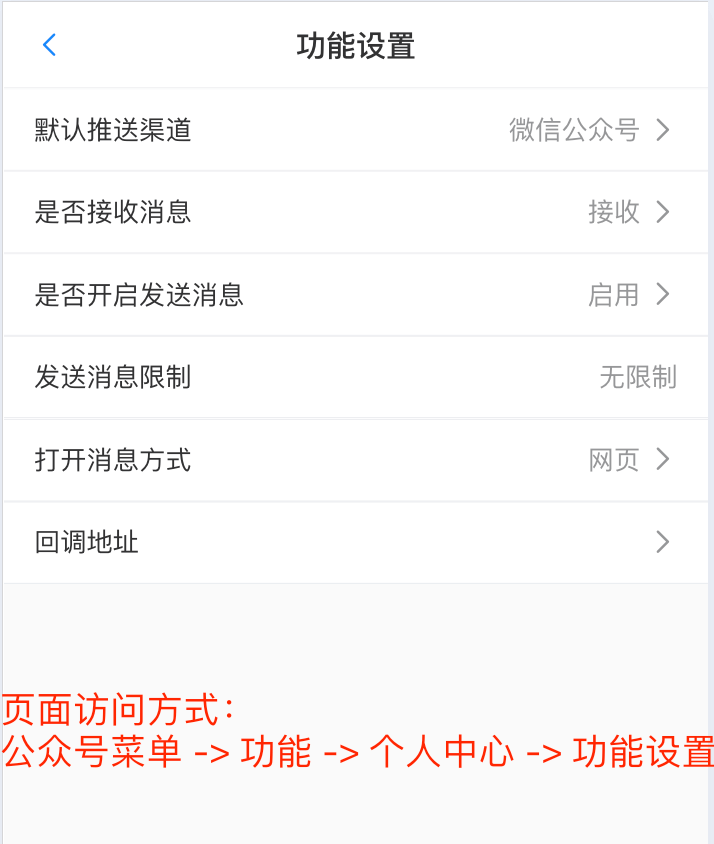 功能设置
默认推送渠道 微信公众号
是否接收消息 接收
是否开启发送消息 启用
发送消息限制 无限制
打开消息方式 网页
回调地址
页面访问方式：
公众号菜单 -> 功能 -> 个人中心 -> 功能设置